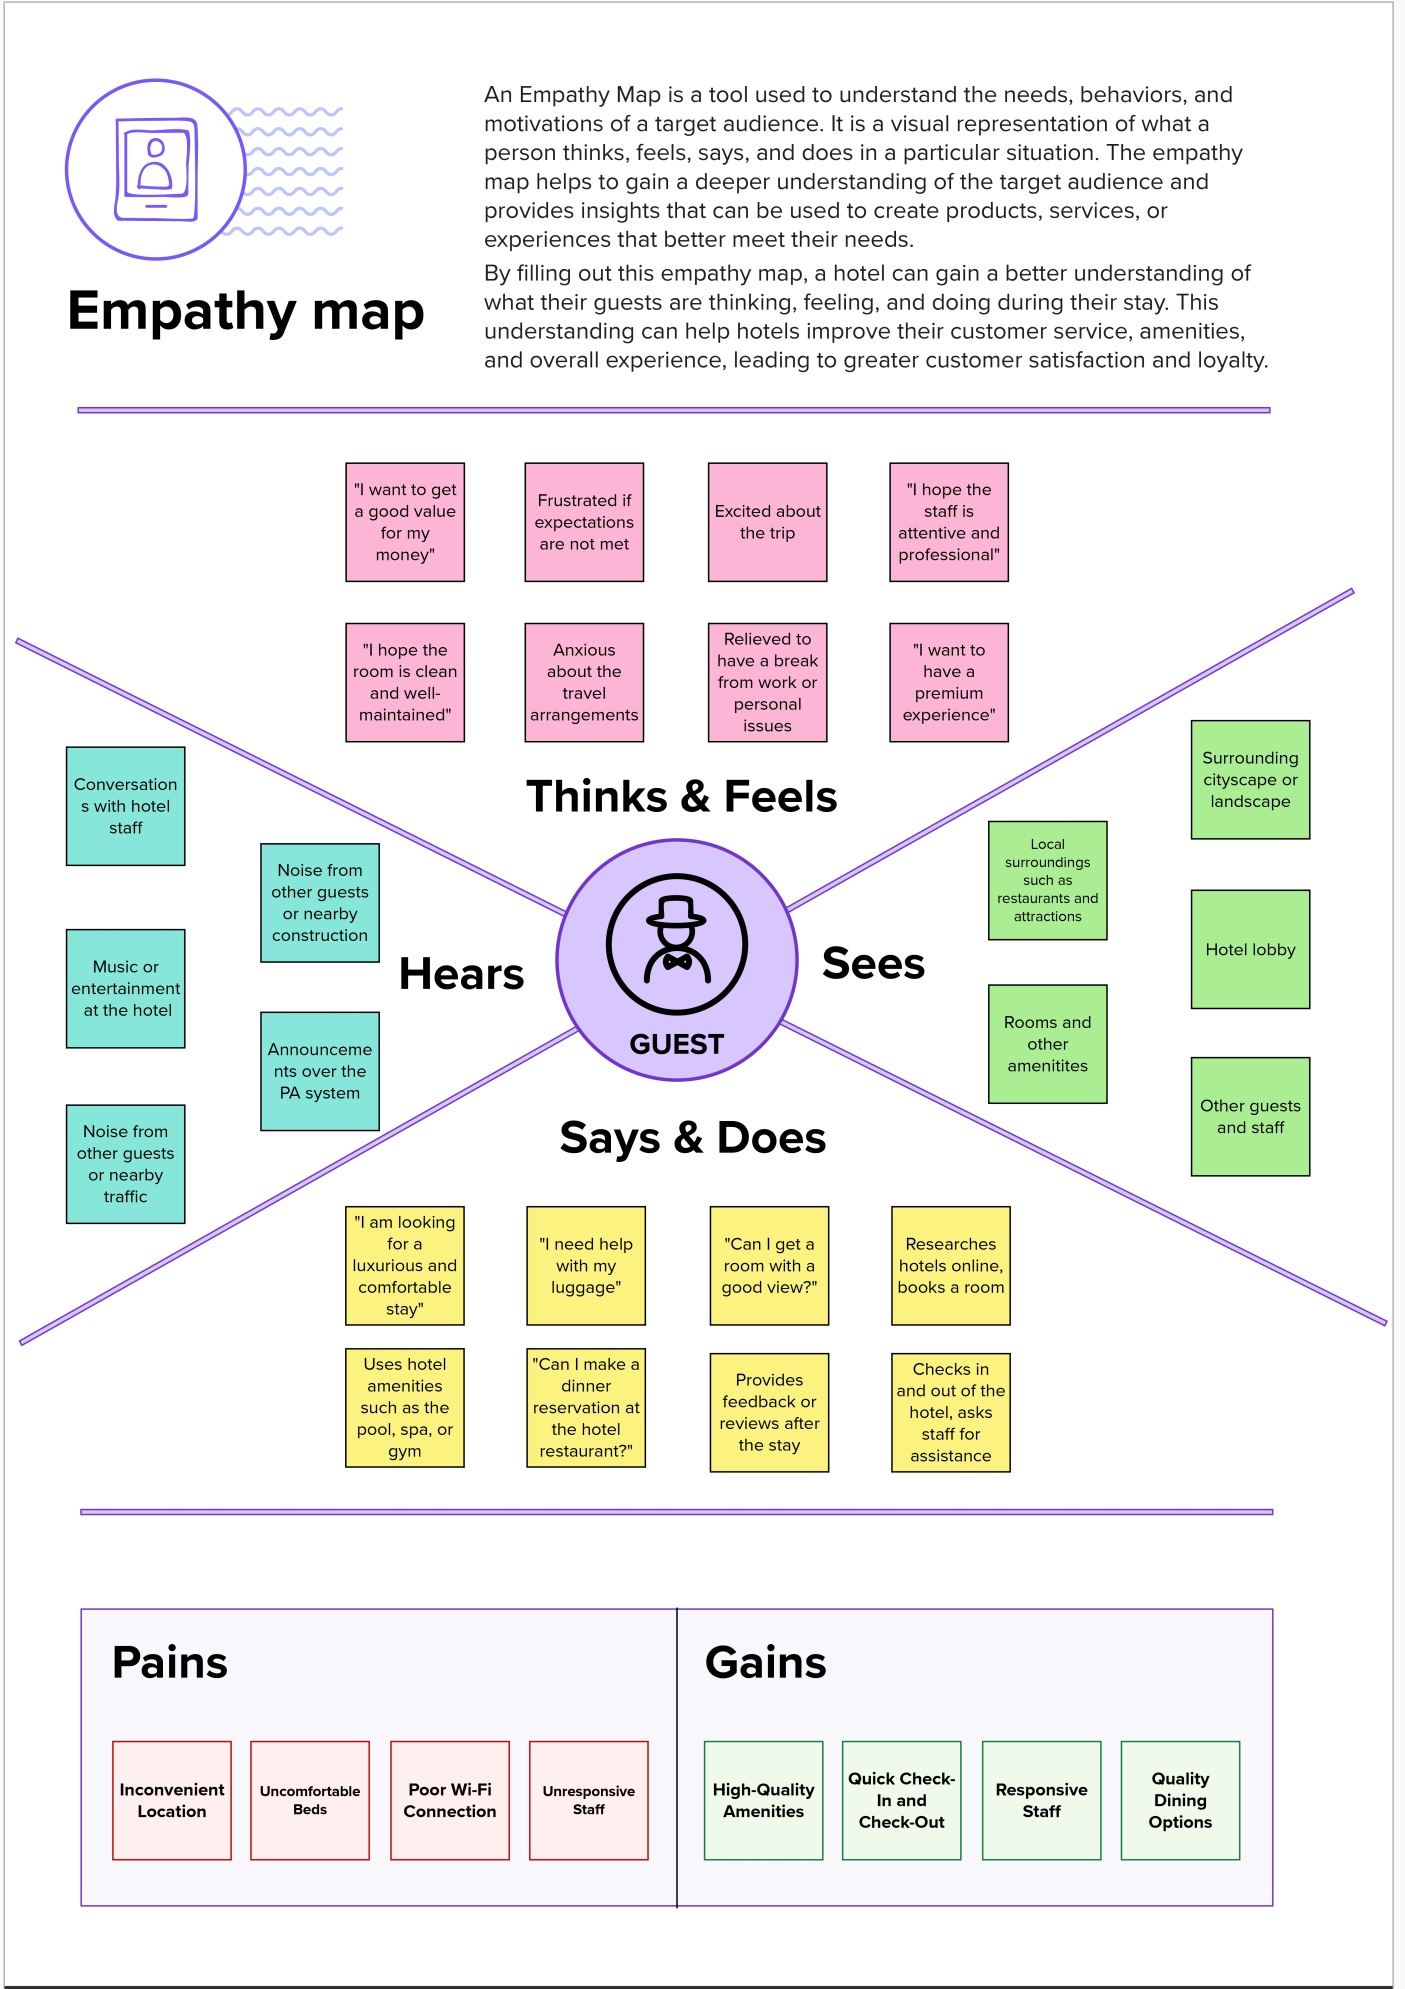 An Empathy Map is a tool used to understand the needs, behaviors, and
motivations of a target audience. It is a visual representation of what a
person thinks, feels, says, and does in a particular situation. The empathy
map helps to gain a deeper understanding of the target audience and
provides insights that can be used to create products, services, or
experiences that better meet their needs.
By filling out this empathy map, a hotel can gain a better understanding of
what their guests are thinking, feeling, and doing during their stay. This
understanding can help hotels improve their customer service, amenities,
and overall experience, leading to greater customer satisfaction and loyalty.
Empathy map
"I want to get
a good value
for my
money"
Frustrated if
expectations
are not met
Excited about
the trip
"I hope the
staff is
attentive and
professional"
"I hope the
room is clean
and well-
maintained"
Anxious
about the
travel
arrangements
Relieved to
have a break
from work or
personal
issues
"I want to
have a
premium
experience"
Thinks & Feels
Conversation
s with hotel
staff
Noise from
other guests
or nearby
construction
Music or
entertainment
at the hotel
Announceme
nts over the
PA system
Noise from
other guests
or nearby
traffic
Hears
GUEST
Sees
Surrounding
cityscape or
landscape
Local
surroundings
such as
restaurants and
attractions
Hotel lobby
Rooms and
other
amenitites
Other guests
and staff
Says & Does
"I am looking
for a
luxurious and
comfortable
stay"
"I need help
with my
luggage"
"Can I get a
room with a
good view?"
Researches
hotels online,
books a room
Uses hotel
amenities
such as the
pool, spa, or
gym
"Can I make a
dinner
reservation at
the hotel
restaurant?"
Provides
feedback or
reviews after
the stay
Checks in
and out of the
hotel, asks
staff for
assistance
Pains
Inconvenient
Location
Uncomfortable
Beds
Poor Wi-Fi
Connection
Unresponsive
Staff
Gains
High-Quality
Amenities
Quick Check-
In and
Check-Out
Responsive
Staff
Quality
Dining
Options